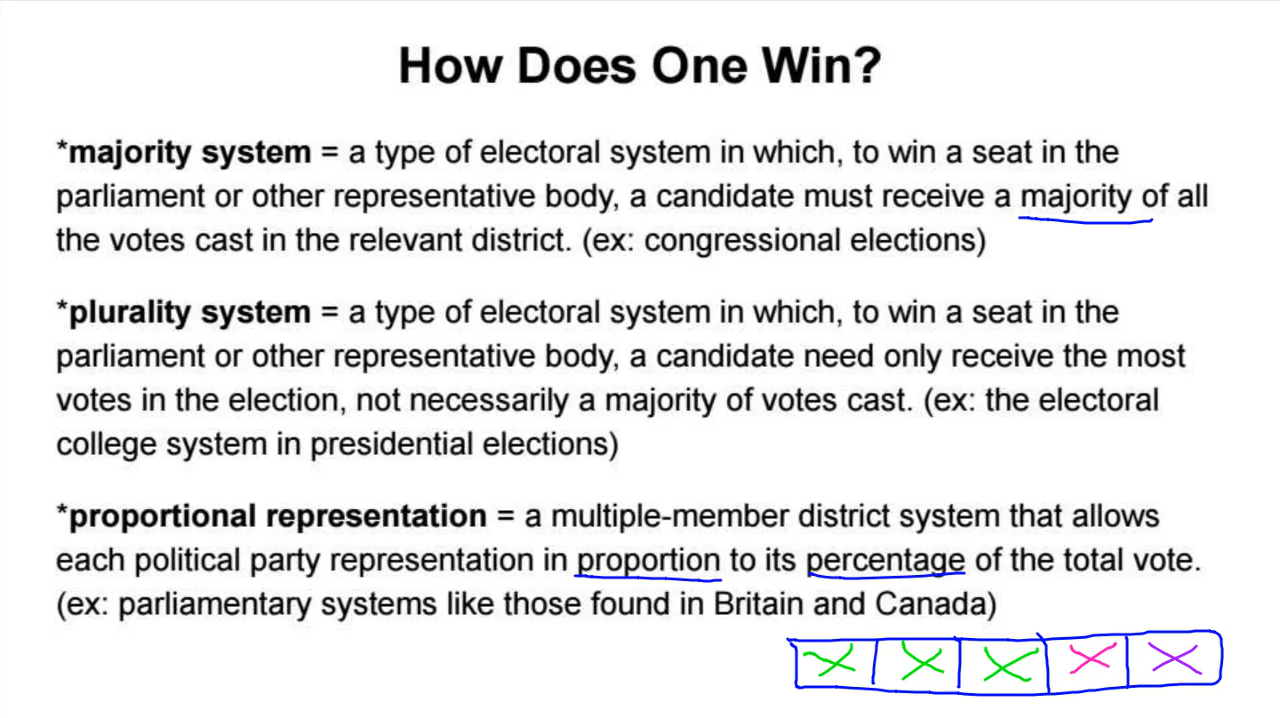 How Does One Win?
*majority system = a type of electoral system in which, to win a seat in the
parliament or other representative body, a candidate must receive a majority of all
the votes cast in the relevant district. (ex: congressional elections)
*plurality system = a type of electoral system in which, to win a seat in the
parliament or other representative body, a candidate need only receive the most
votes in the election, not necessarily a majority of votes cast. (ex: the electoral
college system in presidential elections)
*proportional representation = a multiple-member district system that allows
each political party representation in proportion to its percentage of the total vote.
(ex: parliamentary systems like those found in Britain and Canada)
X X X X X